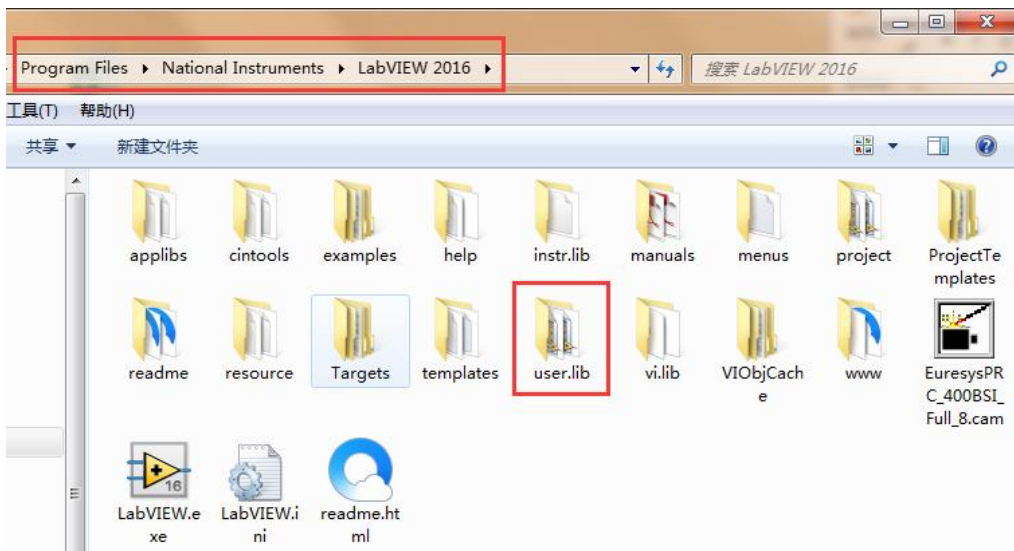 Program Files ▸ National Instruments ▸ LabVIEW 2016 ▸
搜索 LabVIEW 2016
工具(T) 帮助(H)
共享 新建文件夹
applibs cintools examples help instr.lib manuals menus project ProjectTe
mplates
readme resource Targets templates user.lib vi.lib VIObjCach www EuresysPR
e C_400BSI_
Full_8.cam
16
LabVIEW.e LabVIEW.i readme.ht
xe ni ml